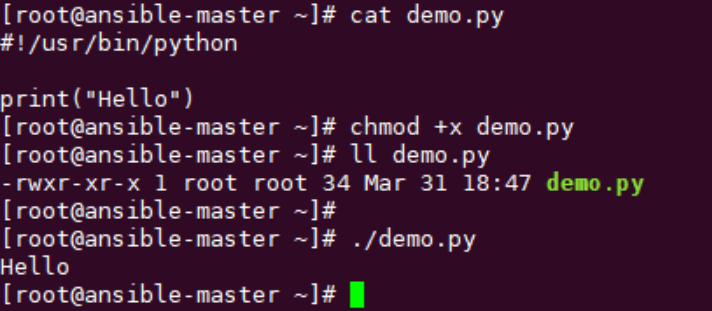 [root@ansible-master ~]# cat demo.py
#!/usr/bin/python
print("Hello")
[root@ansible-master ~]# chmod +x demo.py
[root@ansible-master ~]# ll demo.py
-rwxr-xr-x 1 root root 34 Mar 31 18:47 demo.py
[root@ansible-master ~]#
[root@ansible-master ~]# ./demo.py
Hello
[root@ansible-master ~]#